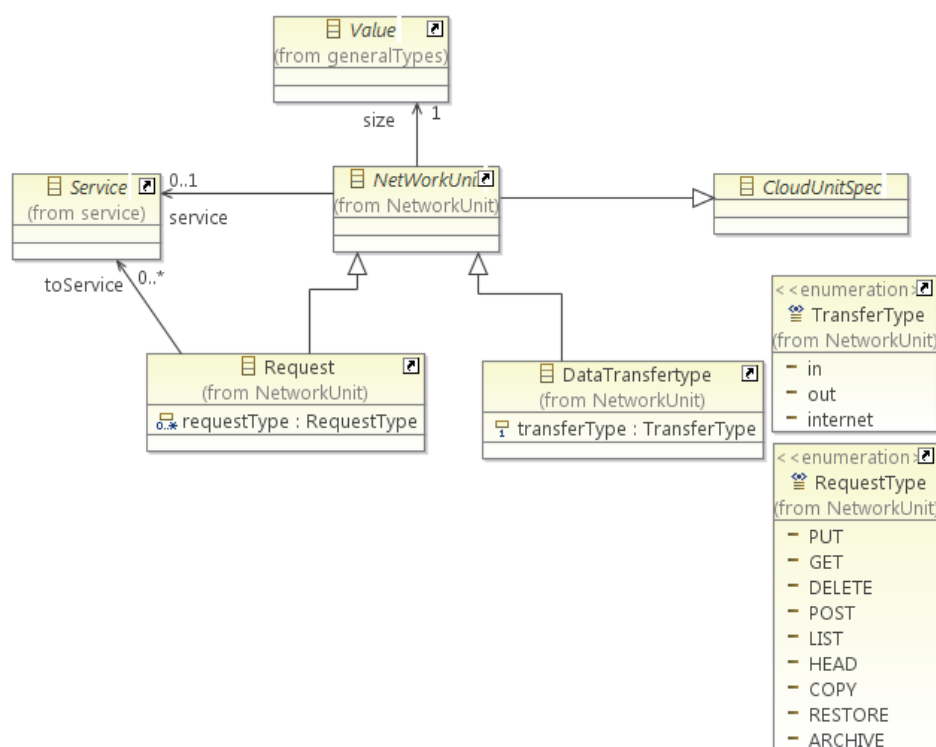 Value
(from generalTypes)
size
1
Service
(from service)
0..1
service
NetWorkUnit
(from NetworkUnit)
CloudUnitSpec
toService
0..*
Request
(from NetworkUnit)
0..* requestType : RequestType
DataTransfertype
(from NetworkUnit)
1 transferType : TransferType
<<enumeration>
TransferType
(from NetworkUnit)
in
out
internet
<<enumeration>
RequestType
(from NetworkUnit)
PUT
GET
DELETE
POST
LIST
HEAD
COPY
RESTORE
ARCHIVE